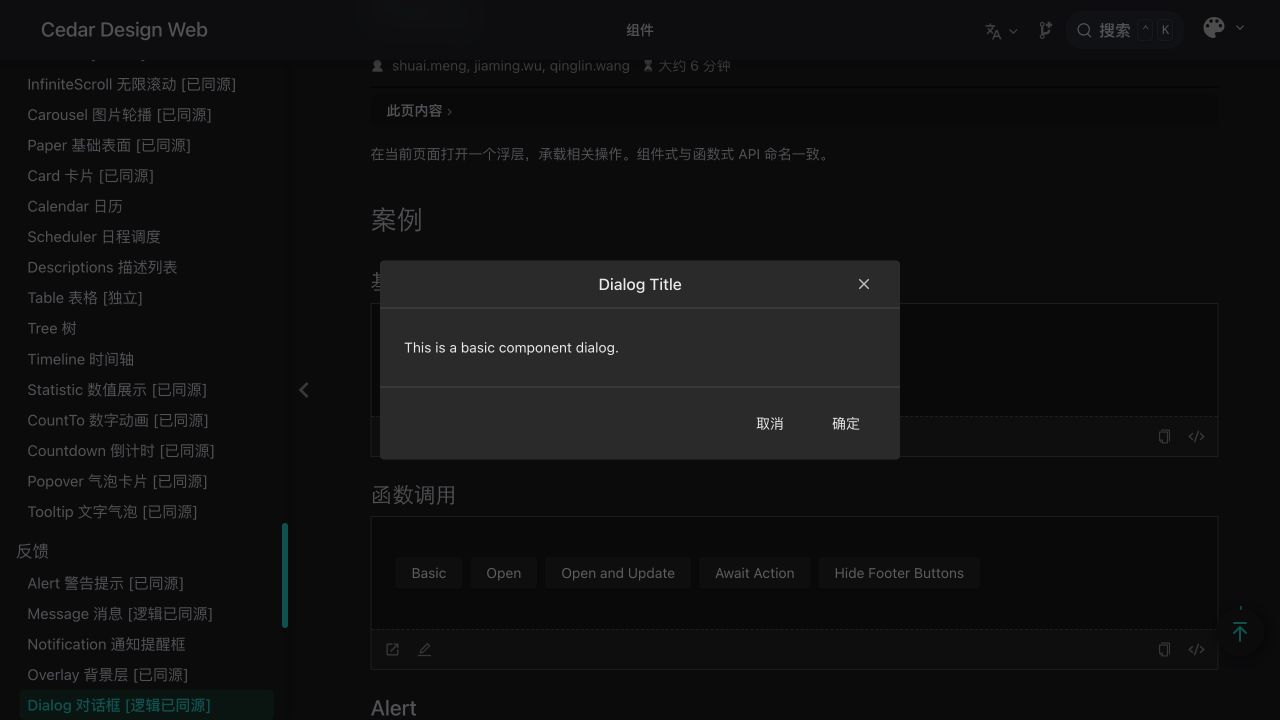 Cedar Design Web
组件
搜索 ^ K
InfiniteScroll 无限滚动 [已同源]
Carousel 图片轮播 [已同源]
Paper 基础表面 [已同源]
Card 卡片 [已同源]
Calendar 日历
Scheduler 日程调度
Descriptions 描述列表
Table 表格 [独立]
Tree 树
Timeline 时间轴
Statistic 数值展示 [已同源]
CountTo 数字动画 [已同源]
Countdown 倒计时 [已同源]
Popover 气泡卡片 [已同源]
Tooltip 文字气泡 [已同源]
反馈
Alert 警告提示 [已同源]
Message 消息 [逻辑已同源]
Notification 通知提醒框
Overlay 背景层 [已同源]
Dialog 对话框 [逻辑已同源]
shuai.meng, jiaming.wu, qinglin.wang 大约 6 分钟
此页内容
在当前页面打开一个浮层，承载相关操作。组件式与函数式 API 命名一致。
案例
Dialog Title
This is a basic component dialog.
取消 确定
函数调用
Basic Open Open and Update Await Action Hide Footer Buttons
Alert